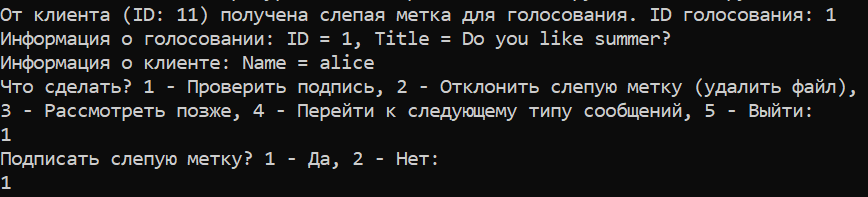 От клиента (ID: 11) получена слепая метка для голосования. ID голосования: 1
Информация о голосовании: ID = 1, Title = Do you like summer?
Информация о клиенте: Name = alice
Что сделать? 1 - Проверить подпись, 2 - Отклонить слепую метку (удалить файл),
3 - Рассмотреть позже, 4 - Перейти к следующему типу сообщений, 5 - Выйти:
1
Подписать слепую метку? 1 - Да, 2 - Нет:
1